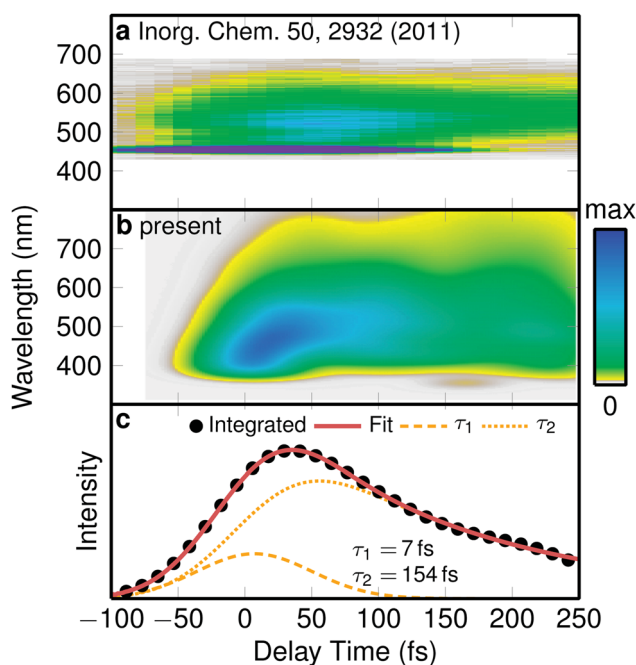 a Inorg. Chem. 50, 2932 (2011)
700
600
500
400
b present
700
600
500
400
Wavelength (nm)
max
0
c
Integrated Fit τ₁ τ₂
Intensity
τ₁ = 7 fs
τ₂ = 154 fs
−100 −50 0 50 100 150 200 250
Delay Time (fs)